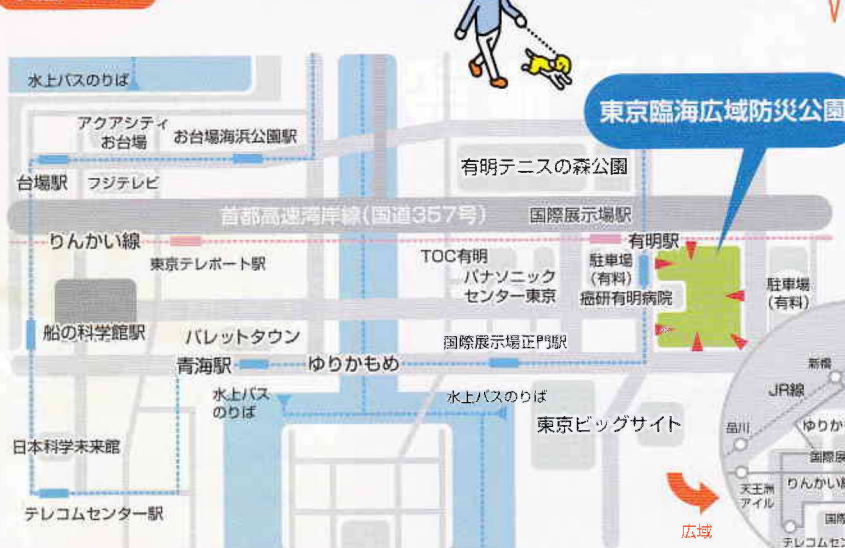 水上バスのりば
アクアシティ
お台場
お台場海浜公園駅
台場駅
フジテレビ
東京臨海広域防災公園
有明テニスの森公園
首都高速湾岸線(国道357号)
国際展示場駅
りんかい線
有明駅
東京テレポート駅
TOC有明
パナソニック
センター東京
駐車場
(有料)
癌研有明病院
駐車場
(有料)
船の科学館駅
パレットタウン
国際展示場正門駅
青海駅
ゆりかもめ
水上バス
のりば
水上バスのりば
東京ビッグサイト
日本科学未来館
テレコムセンター駅
新橋
JR線
品川
ゆりか
国際展
天王洲
アイル
りんかい
国際
テレコムセン
広域